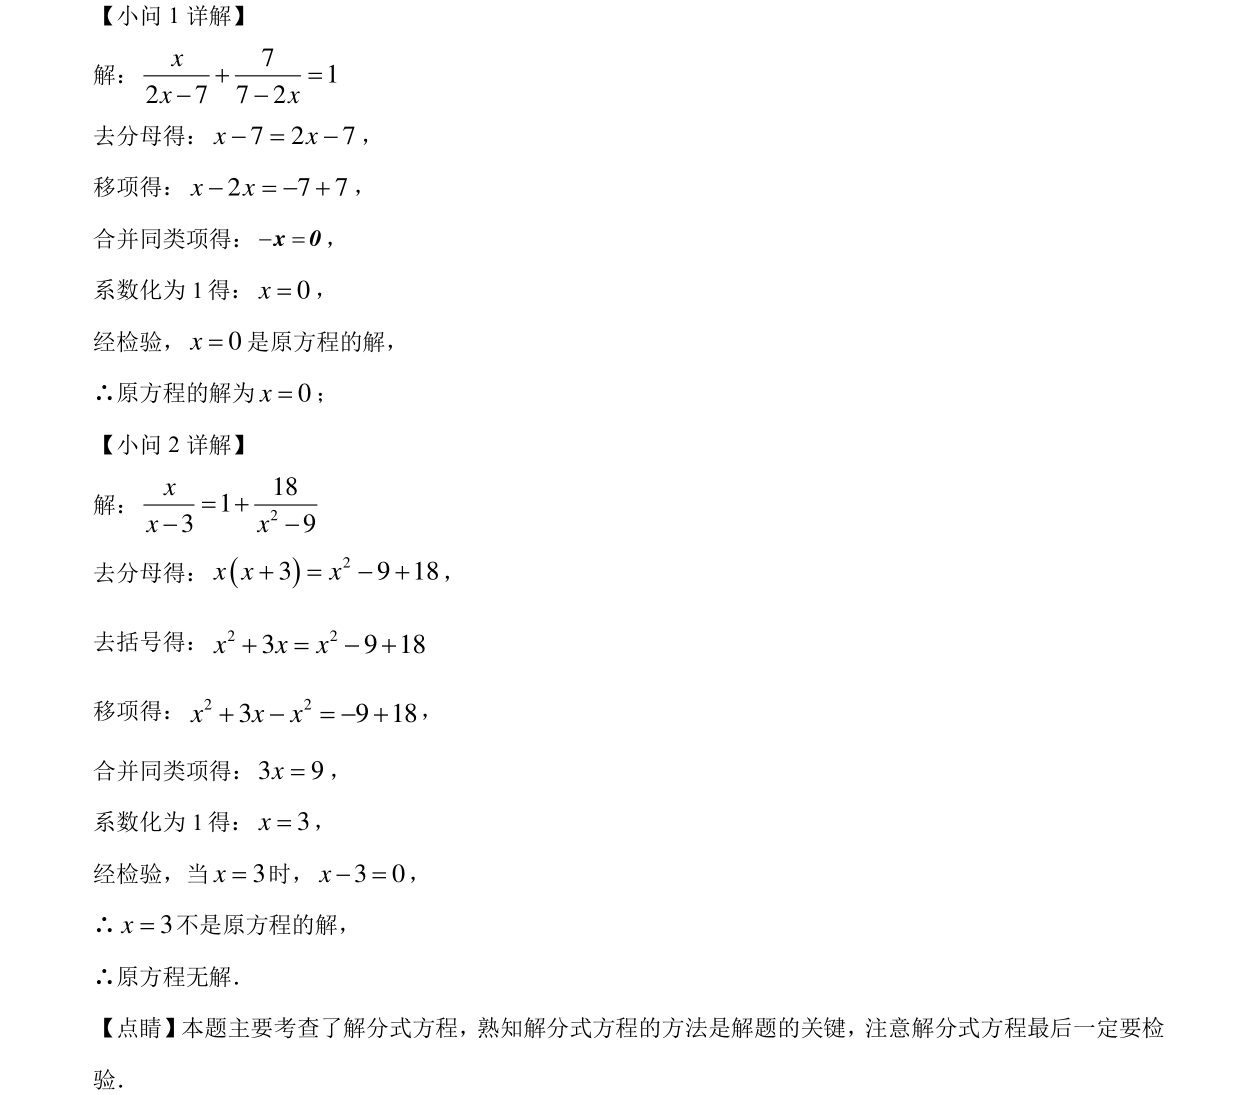 【小问 1 详解】
解：x/(2x−7) + 7/(7−2x) = 1
去分母得：x−7=2x−7，
移项得：x−2x=−7+7，
合并同类项得：−x=0，
系数化为 1 得：x=0，
经检验，x=0 是原方程的解，
∴原方程的解为 x=0；
【小问 2 详解】
解：x/(x−3) = 1 + 18/(x²−9)
去分母得：x(x+3)=x²−9+18，
去括号得：x²+3x=x²−9+18
移项得：x²+3x−x²=−9+18，
合并同类项得：3x=9，
系数化为 1 得：x=3，
经检验，当 x=3 时，x−3=0，
∴x=3 不是原方程的解，
∴原方程无解．
【点睛】本题主要考查了解分式方程，熟知解分式方程的方法是解题的关键，注意解分式方程最后一定要检
验．